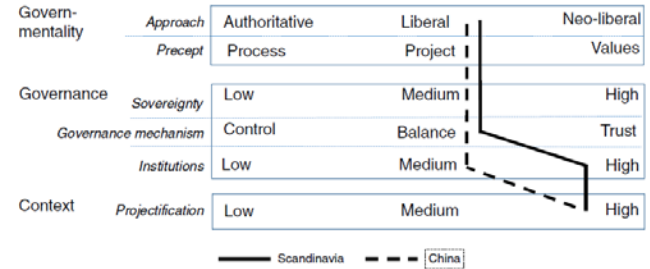 Govern-
mentality
Approach Authoritative Liberal Neo-liberal
Precept Process Project Values
Governance
Sovereignty Low Medium High
Governance mechanism Control Balance Trust
Institutions Low Medium High
Context Projectification Low Medium High
Scandinavia China